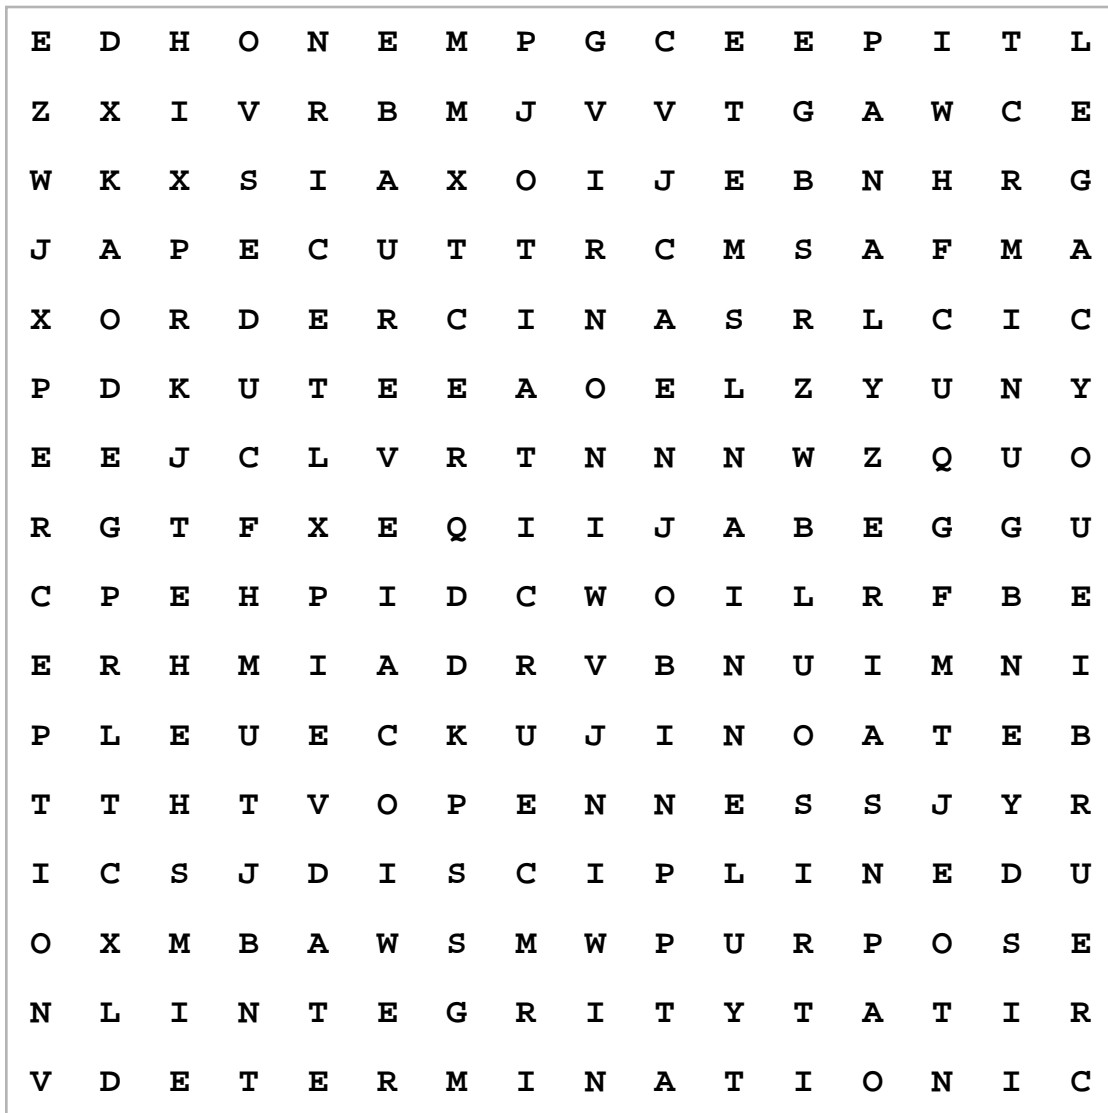 E D H O N E M P G C E E P I T L
Z X I V R B M J V V T G A W C E
W K X S I A X O I J E B N H R G
J A P E C U T T R C M S A F M A
X O R D E R C I N A S R L C I C
P D K U T E E A O E L Z Y U N Y
E E J C L V R T N N N W Z Q U O
R G T F X E Q I I J A B E G G U
C P E H P I D C W O I L R F B E
E R H M I A D R V B N U I M N I
P L E U E C K U J I N O A T E B
T T H T V O P E N N E S S J Y R
I C S J D I S C I P L I N E D U
O X M B A W S M W P U R P O S E
N L I N T E G R I T Y T A T I R
V D E T E R M I N A T I O N I C